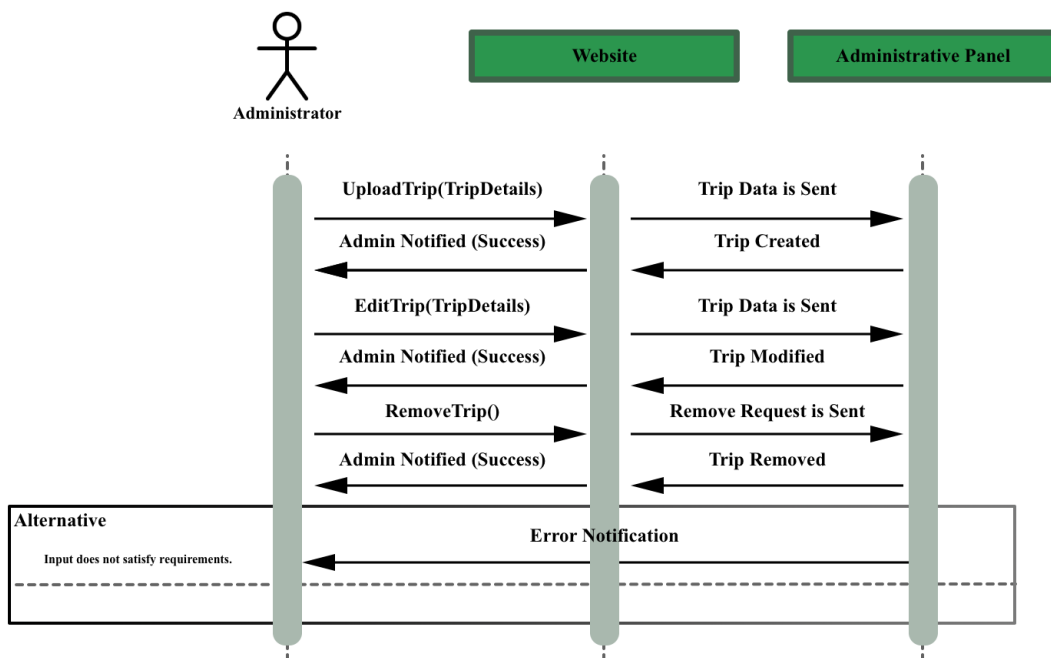 Website
Administrative Panel
Administrator
UploadTrip(TripDetails)
Trip Data is Sent
Admin Notified (Success)
Trip Created
EditTrip(TripDetails)
Trip Data is Sent
Admin Notified (Success)
Trip Modified
RemoveTrip()
Remove Request is Sent
Admin Notified (Success)
Trip Removed
Alternative
Error Notification
Input does not satisfy requirements.